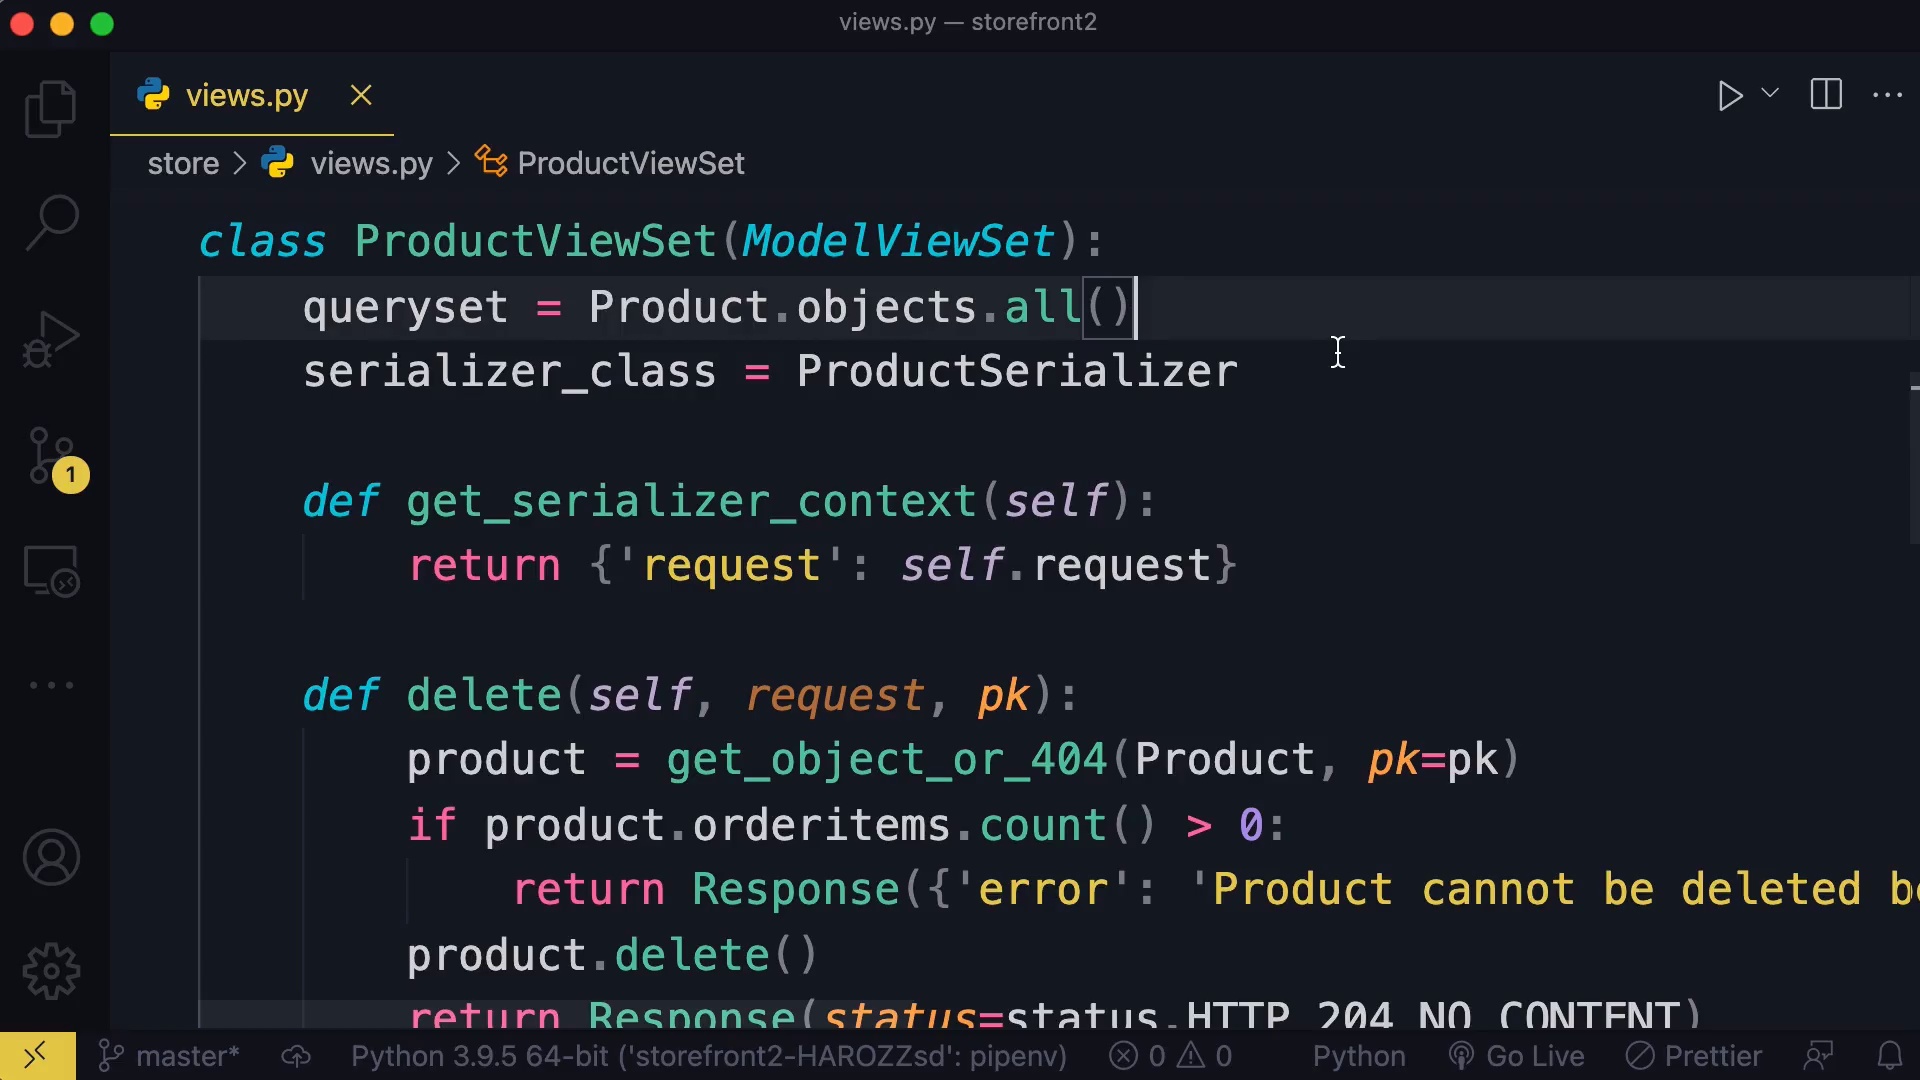 views.py — storefront2
views.py
store > views.py > ProductViewSet
class ProductViewSet(ModelViewSet):
queryset = Product.objects.all()
serializer_class = ProductSerializer
def get_serializer_context(self):
return {'request': self.request}
def delete(self, request, pk):
product = get_object_or_404(Product, pk=pk)
if product.orderitems.count() > 0:
return Response({'error': 'Product cannot be deleted
product.delete()
return Response(status=status.HTTP_204_NO_CONTENT)
1
master* Python 3.9.5 64-bit ('storefront2-HAROZZsd': pipenv) 0 0 Python Go Live Prettier